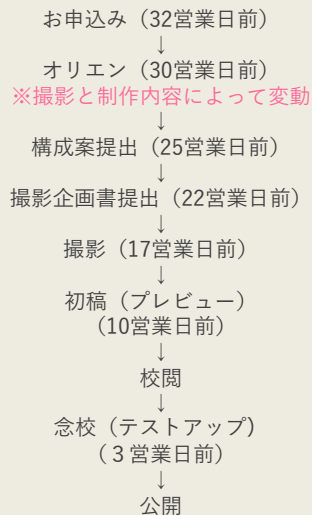 お申込み（32営業日前）
↓
オリエン（30営業日前）
※撮影と制作内容によって変動
↓
構成案提出（25営業日前）
↓
撮影企画書提出（22営業日前）
↓
撮影（17営業日前）
↓
初稿（プレビュー）
（10営業日前）
↓
校閲
↓
念校（テストアップ)
（３営業日前）
↓
公開